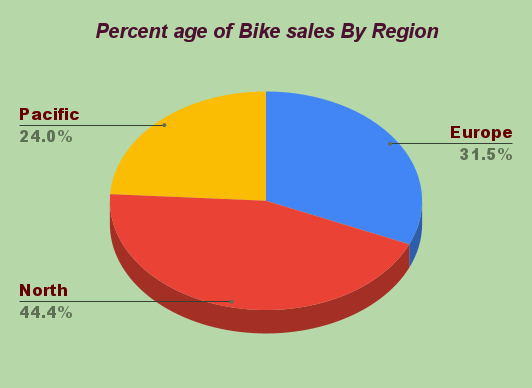 Percent age of Bike sales By Region
Pacific
24.0%
Europe
31.5%
North
44.4%